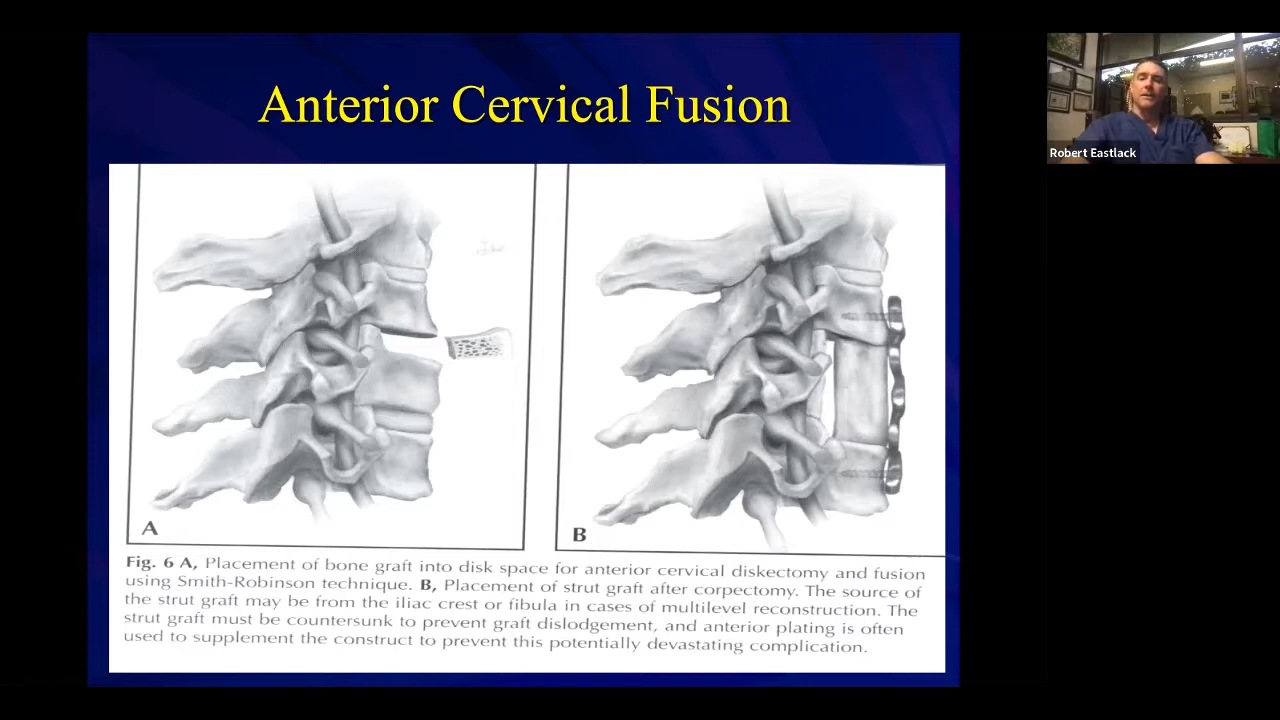 Anterior Cervical Fusion
Robert Eastlack
A
B
Fig. 6 A, Placement of bone graft into disk space for anterior cervical diskectomy and fusion
using Smith-Robinson technique. B, Placement of strut graft after corpectomy. The source of
the strut graft may be from the iliac crest or fibula in cases of multilevel reconstruction. The
strut graft must be countersunk to prevent graft dislodgement, and anterior plating is often
used to supplement the construct to prevent this potentially devastating complication.